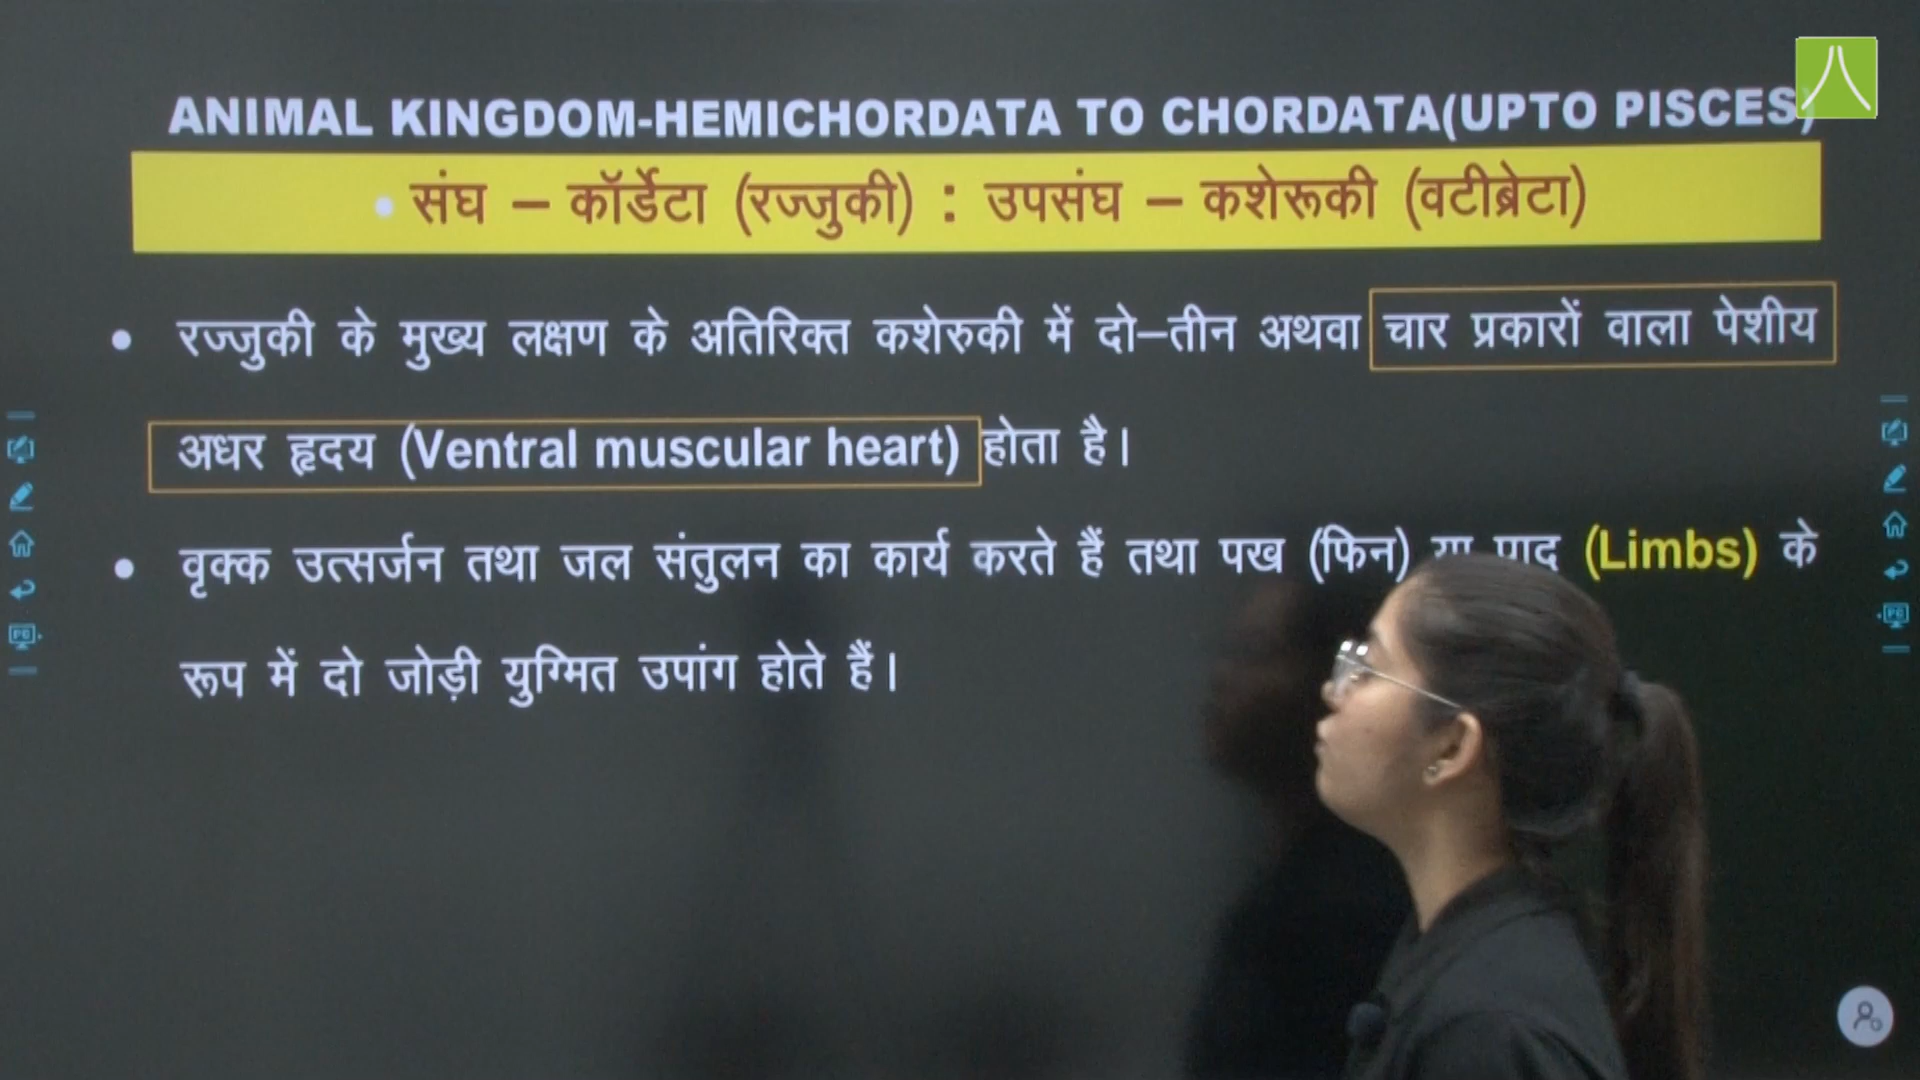 ANIMAL KINGDOM-HEMICHORDATA TO CHORDATA(UPTO PISCES)
• संघ – कॉर्डेटा (रज्जुकी) : उपसंघ – कशेरूकी (वटीब्रेटा)
• रज्जुकी के मुख्य लक्षण के अतिरिक्त कशेरुकी में दो–तीन अथवा चार प्रकारों वाला पेशीय
अधर हृदय (Ventral muscular heart) होता है।
• वृक्क उत्सर्जन तथा जल संतुलन का कार्य करते हैं तथा पख (फिन) या पाद (Limbs) के
रूप में दो जोड़ी युग्मित उपांग होते हैं।